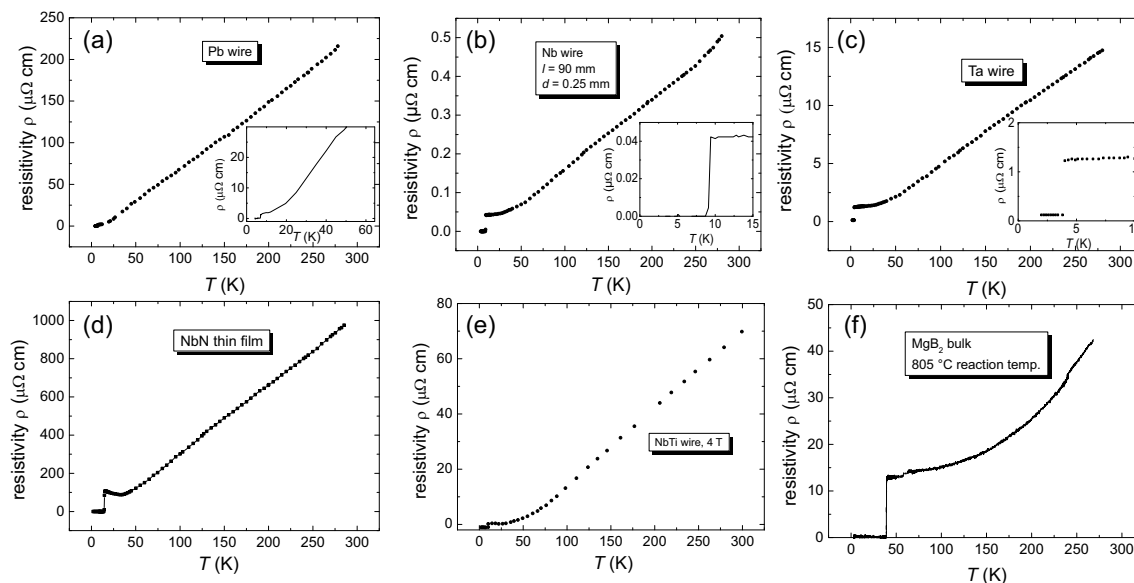 (a)
Pb wire
250
200
150
100
50
0
resisitivity ρ (μΩ cm)
20
10
0
ρ (μΩ cm)
0 20 40 60
T (K)
0 50 100 150 200 250 300
T (K)
(b)
Nb wire
l = 90 mm
d = 0.25 mm
0.5
0.4
0.3
0.2
0.1
0.0
resistivity ρ (μΩ cm)
0.04
0.02
0.00
ρ (μΩ cm)
0 5 10 15
T (K)
0 50 100 150 200 250 300
T (K)
(c)
Ta wire
15
10
5
0
resistivity ρ (μΩ cm)
2
1
0
ρ (μΩ cm)
0 5 10
T (K)
0 50 100 150 200 250 300
T (K)
(d)
NbN thin film
1000
800
600
400
200
0
resistivity ρ (μΩ cm)
0 50 100 150 200 250 300
T (K)
(e)
NbTi wire, 4 T
80
60
40
20
0
resistivity ρ (μΩ cm)
0 50 100 150 200 250 300
T (K)
(f)
MgB2 bulk
805 °C reaction temp.
50
40
30
20
10
0
resistivity ρ (μΩ cm)
0 50 100 150 200 250 300
T (K)